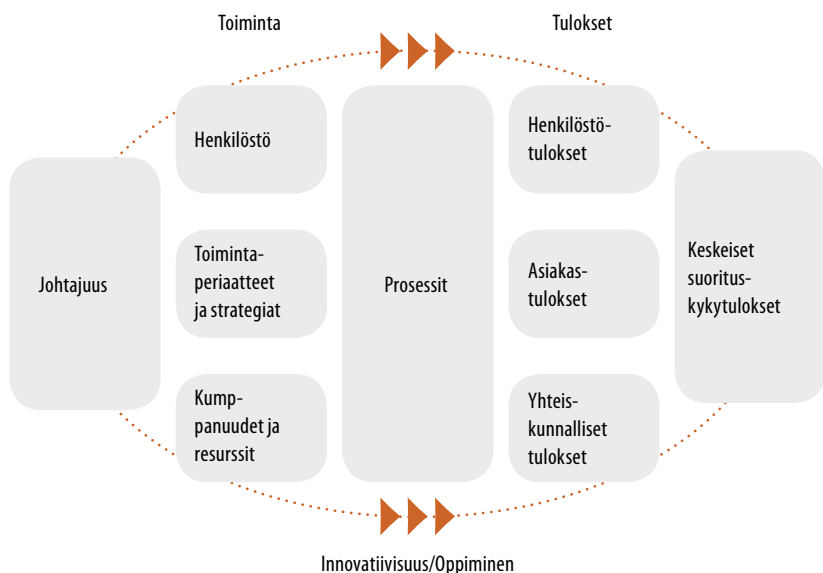 Toiminta
Tulokset
Johtajuus
Henkilöstö
Toiminta-
periaatteet
ja strategiat
Kump-
panuudet ja
resurssit
Prosessit
Henkilöstö-
tulokset
Asiakas-
tulokset
Yhteis-
kunnalliset
tulokset
Keskeiset
suoritus-
kykytulokset
Innovatiivisuus/Oppiminen